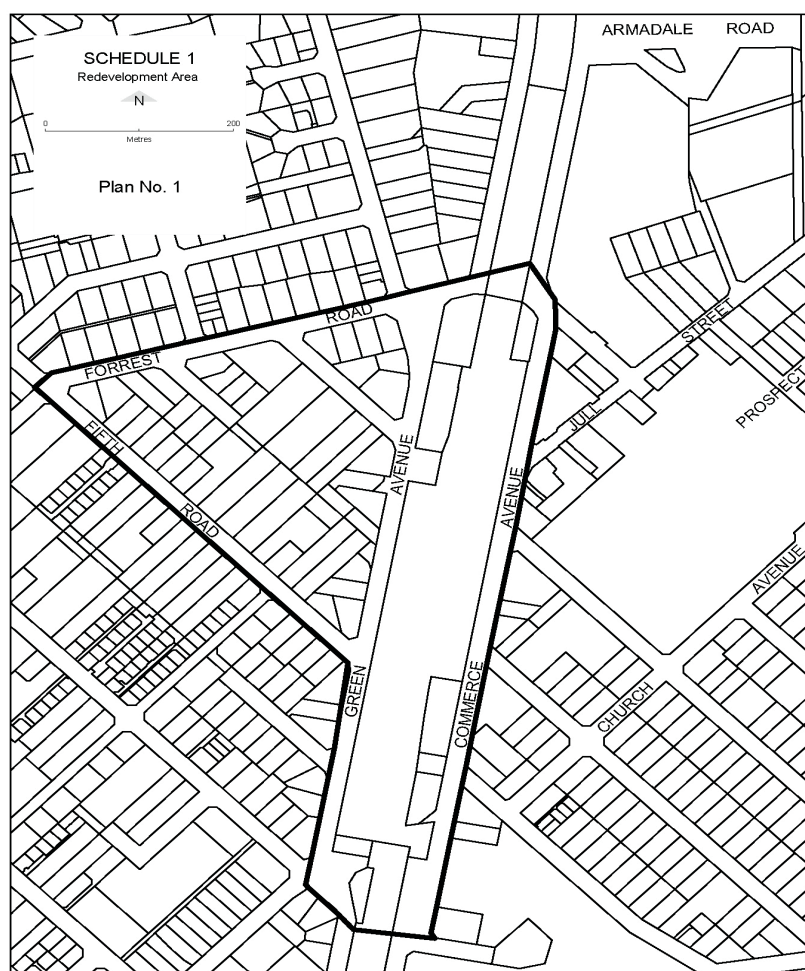 SCHEDULE 1
Redevelopment Area
N
0 200
Metres
Plan No. 1
ARMADALE ROAD
FORREST ROAD
FIFTH ROAD
GREEN AVENUE
COMMERCE AVENUE
JULL STREET
PROSPECT
CHURCH AVENUE